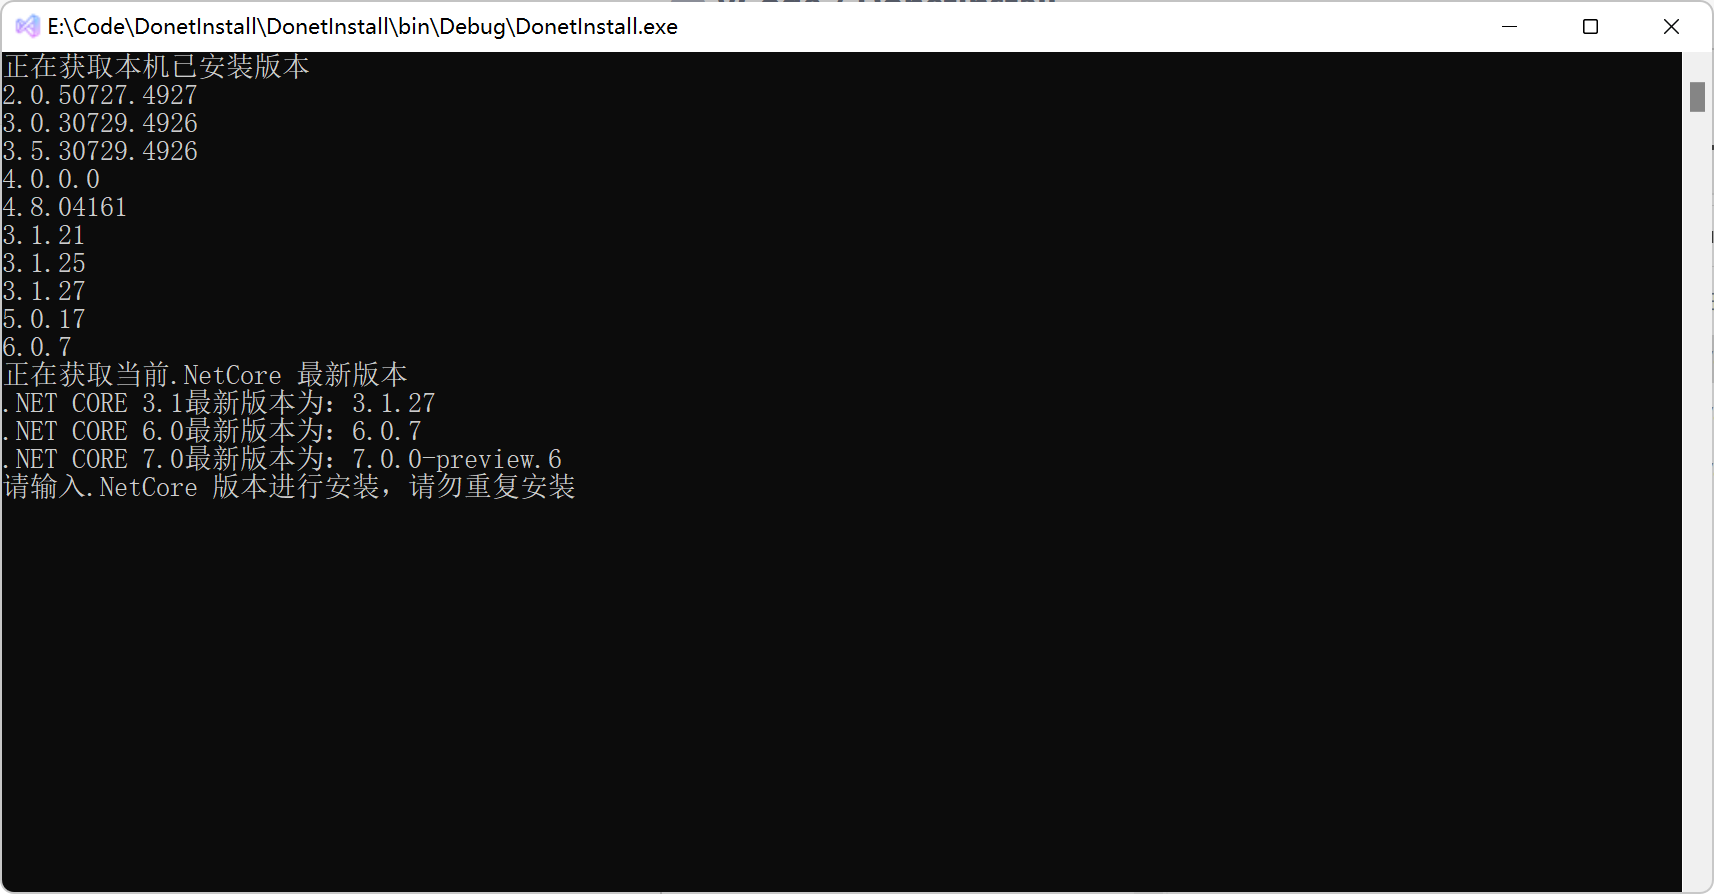 E:\Code\DonetInstall\DonetInstall\bin\Debug\DonetInstall.exe
正在获取本机已安装版本
2.0.50727.4927
3.0.30729.4926
3.5.30729.4926
4.0.0.0
4.8.04161
3.1.21
3.1.25
3.1.27
5.0.17
6.0.7
正在获取当前.NetCore 最新版本
.NET CORE 3.1最新版本为：3.1.27
.NET CORE 6.0最新版本为：6.0.7
.NET CORE 7.0最新版本为：7.0.0-preview.6
请输入.NetCore 版本进行安装，请勿重复安装